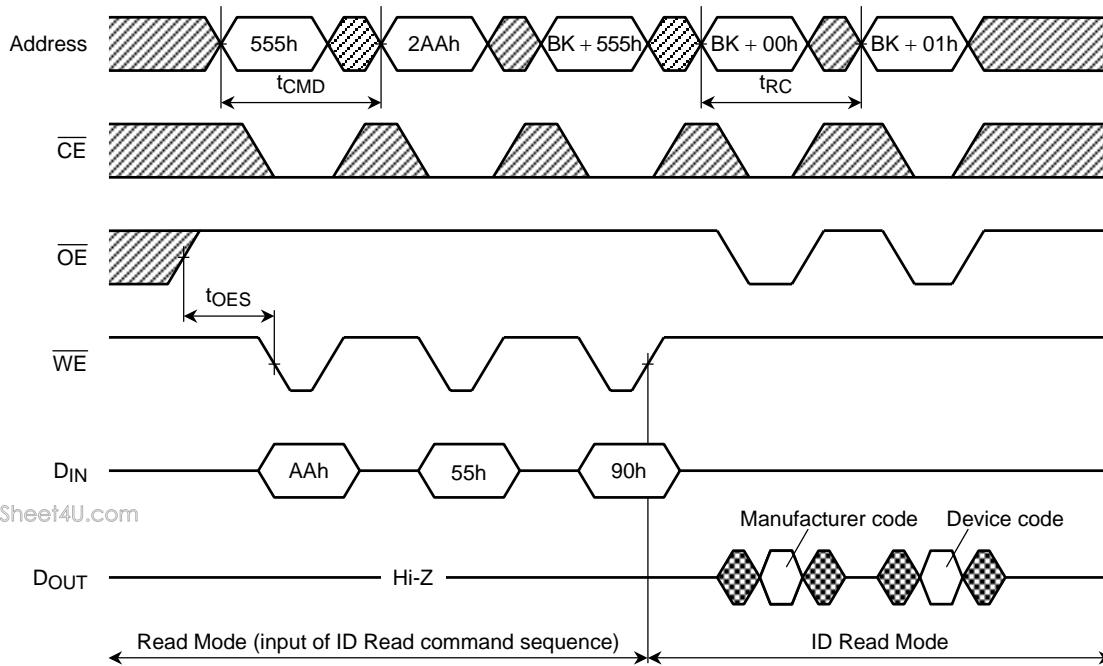 Address 555h 2AAh BK + 555h BK + 00h BK + 01h
tCMD tRC
CE
OE
tOES
WE
DIN AAh 55h 90h
Sheet4U.com
Manufacturer code Device code
DOUT Hi-Z
Read Mode (input of ID Read command sequence) ID Read Mode